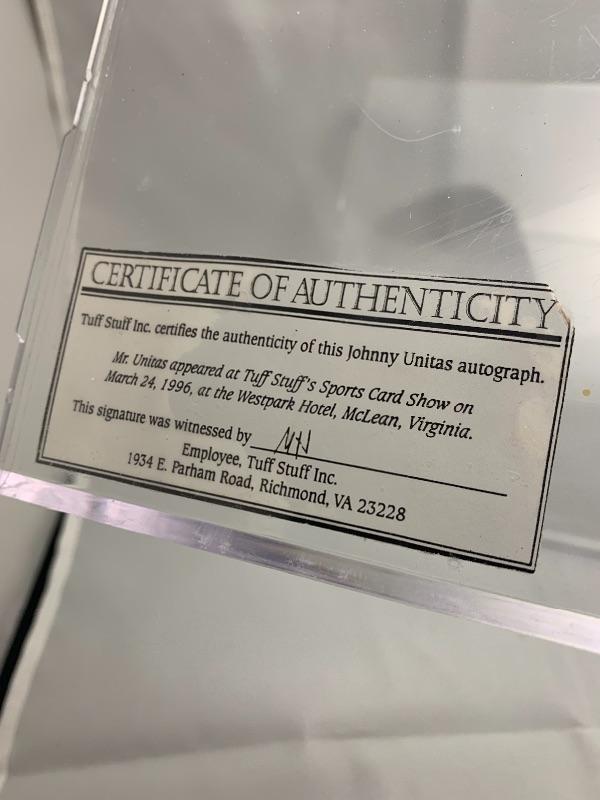 CERTIFICATE OF AUTHENTICITY
Tuff Stuff Inc. certifies the authenticity of this Johnny Unitas autograph.
Mr. Unitas appeared at Tuff Stuff's Sports Card Show on
March 24, 1996, at the Westpark Hotel, McLean, Virginia.
This signature was witnessed by
Employee, Tuff Stuff Inc.
1934 E. Parham Road, Richmond, VA 23228